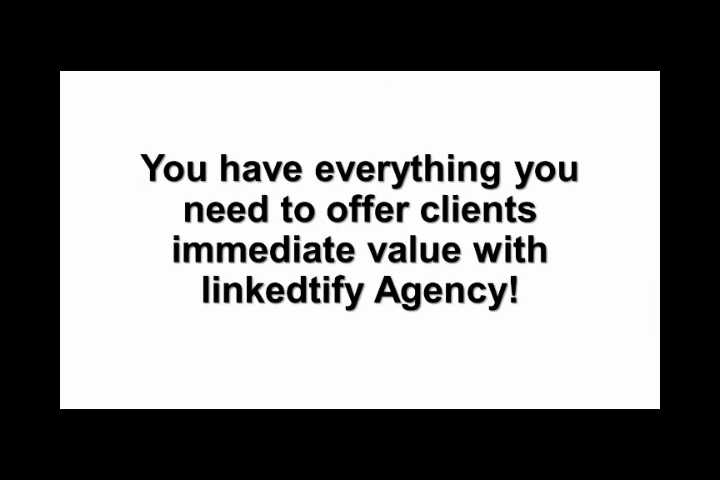 You have everything you
need to offer clients
immediate value with
linkedtify Agency!